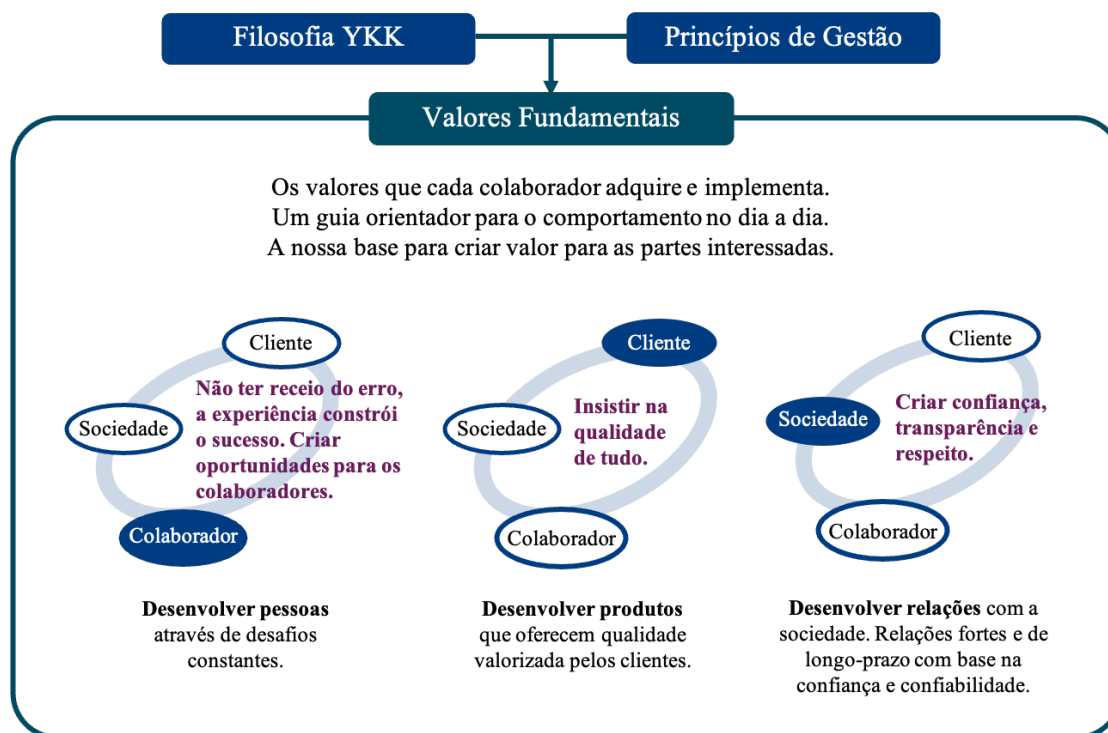 Filosofia YKK
Princípios de Gestão
Valores Fundamentais
Os valores que cada colaborador adquire e implementa.
Um guia orientador para o comportamento no dia a dia.
A nossa base para criar valor para as partes interessadas.
Cliente
Não ter receio do erro,
a experiência constrói
o sucesso. Criar
oportunidades para os
colaboradores.
Sociedade
Colaborador
Desenvolver pessoas
através de desafios
constantes.
Cliente
Insistir na
qualidade
de tudo.
Sociedade
Colaborador
Desenvolver produtos
que oferecem qualidade
valorizada pelos clientes.
Cliente
Criar confiança,
transparência e
respeito.
Sociedade
Colaborador
Desenvolver relações com a
sociedade. Relações fortes e de
longo-prazo com base na
confiança e confiabilidade.